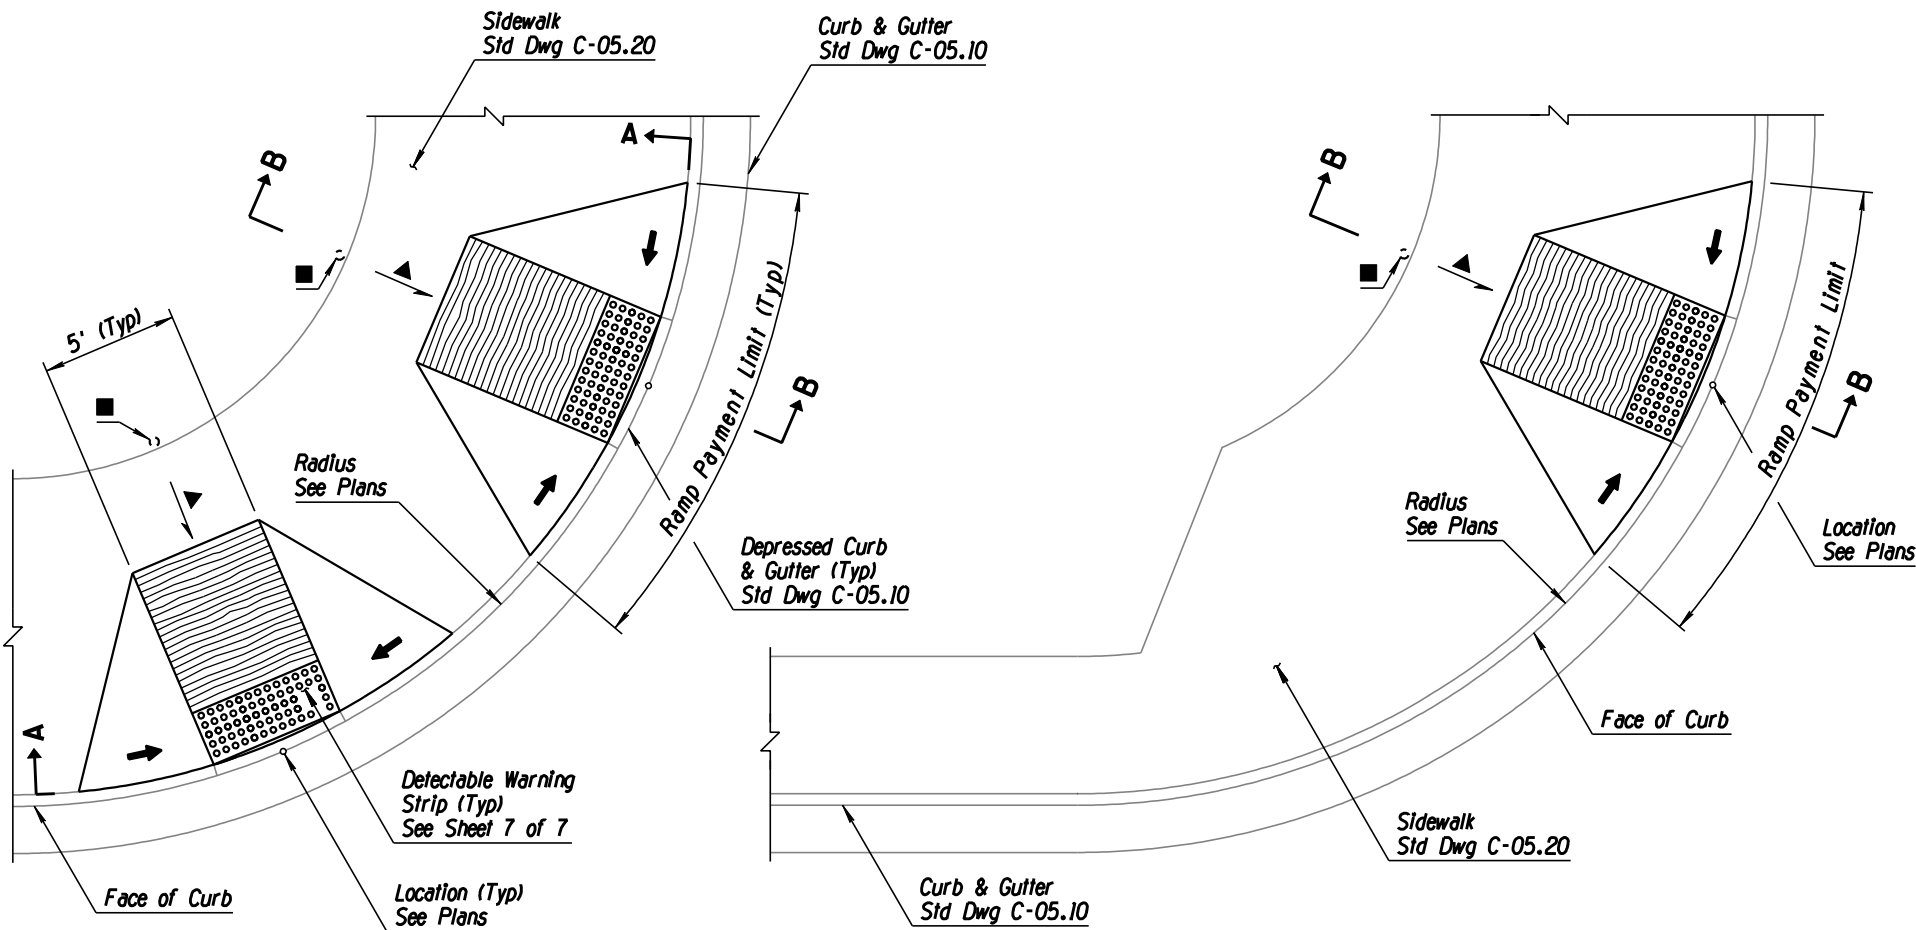 Sidewalk
Std Dwg C-05.20
Curb & Gutter
Std Dwg C-05.10
A
B
B
5' (Typ)
Ramp Payment Limit (Typ)
Ramp Payment Limit
B
B
Radius
See Plans
Depressed Curb
& Gutter (Typ)
Std Dwg C-05.10
Radius
See Plans
Location
See Plans
A
Face of Curb
Detectable Warning
Strip (Typ)
See Sheet 7 of 7
Sidewalk
Std Dwg C-05.20
Face of Curb
Location (Typ)
See Plans
Curb & Gutter
Std Dwg C-05.10